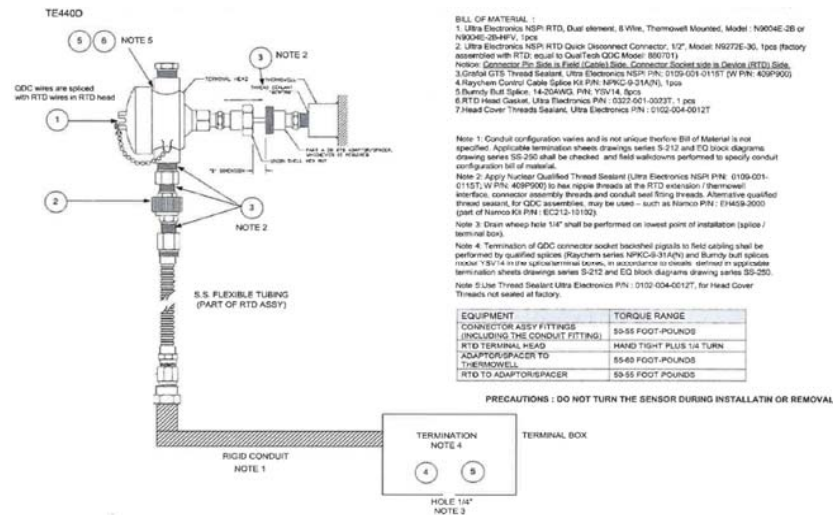 TE440D
5
6
NOTE 5
3
NOTE 2
TERMINAL HEAD
THERMOWELL
THREAD SEALANT
QDC wires are spliced
with RTD wires in RTD head
1
"B" DIMENSION
UNION SHELL HEX NUT
2
3
NOTE 2
S.S. FLEXIBLE TUBING
(PART OF RTD ASSY)
RIGID CONDUIT
NOTE 1
TERMINATION
NOTE 4
4
5
TERMINAL BOX
HOLE 1/4"
NOTE 3
BILL OF MATERIAL :
1. Ultra Electronics NSPI RTD, Dual element, 8 Wire, Thermowell Mounted, Model : N9004E-2B or
N9004E-2B-HFV, 1pcs
2. Ultra Electronics NSPI RTD Quick Disconnect Connector, 1/2", Model: N9272E-3G, 1pcs (factory
assembled with RTD; equal to QualTech QDC Model: 880701)
Notice: Connector Pin Side is Field (Cable) Side, Connector Socket side is Device (RTD) Side.
3.Grafoil GTS Thread Sealant, Ultra Electronics NSPI P/N: 0109-001-0115T (W P/N: 409P900)
4.Raychem Control Cable Splice Kit P/N: NPKC-9-31A(N), 1pcs
5.Burndy Butt Splice, 14-20AWG, P/N; YSV14, 8pcs
6.RTD Head Gasket, Ultra Electronics P/N : 0322-001-0023T, 1 pcs
7.Head Cover Threads Sealant, Ultra Electronics P/N : 0102-004-0012T
Note 1: Conduit configuration varies and is not unique therfore Bill of Material is not
specified. Applicable termination sheets drawings series S-212 and EQ block diagrams
drawing series SS-250 shall be checked and field walkdowns performed to specify conduit
configuration bill of material.
Note 2: Apply Nuclear Qualified Thread Sealant (Ultra Electronics NSPI P/N: 0109-001-
0115T; W P/N: 409P900) to hex nipple threads at the RTD extension / thermowell
interface, connector assembly threads and conduit seal fitting threads. Alternative qualified
thread sealant, for QDC assemblies, may be used – such as Namco P/N : EH459-2000
(part of Namco Kit P/N : EC212-10102).
Note 3: Drain wheep hole 1/4" shall be performed on lowest point of installation (splice /
terminal box).
Note 4: Termination of QDC connector socket backshell pigtails to field cabling shall be
performed by qualified splices (Raychem series NPKC-9-31A(N) and Burndy butt splices
model YSV14 in the splice/terminal boxes, in accordance to details defined in applicable
termination sheets drawings series S-212 and EQ block diagrams drawing series SS-250.
Note 5:Use Thread Sealant Ultra Electronics P/N : 0102-004-0012T, for Head Cover
Threads not sealed at factory.
EQUIPMENT TORQUE RANGE
CONNECTOR ASSY FITTINGS
(INCLUDING THE CONDUIT FITTING) 50-55 FOOT-POUNDS
RTD TERMINAL HEAD HAND TIGHT PLUS 1/4 TURN
ADAPTOR/SPACER TO
THERMOWELL 55-60 FOOT-POUNDS
RTD TO ADAPTOR/SPACER 50-55 FOOT POUNDS
PRECAUTIONS : DO NOT TURN THE SENSOR DURING INSTALLATIN OR REMOVAL